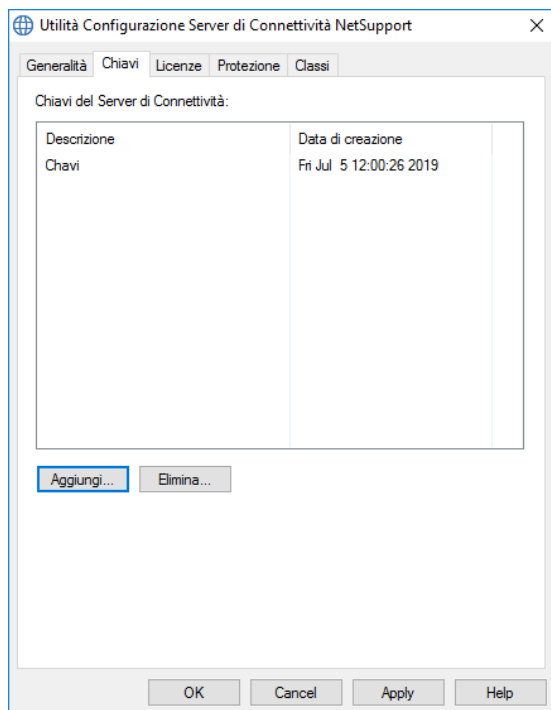 Utilità Configurazione Server di Connettività NetSupport
Generalità Chiavi Licenze Protezione Classi
Chiavi del Server di Connettività:
Descrizione Data di creazione
Chavi Fri Jul 5 12:00:26 2019
Aggiungi... Elimina...
OK Cancel Apply Help